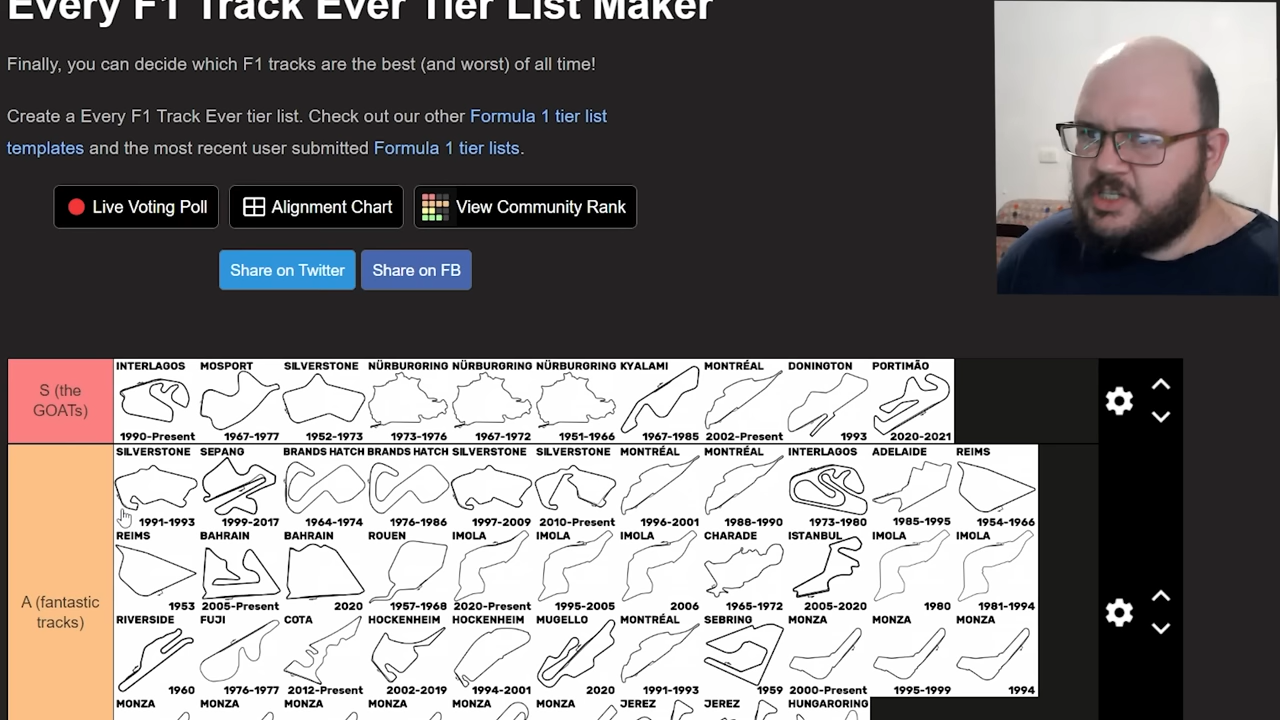 Every F1 Track Ever Tier List Maker
Finally, you can decide which F1 tracks are the best (and worst) of all time!
Create a Every F1 Track Ever tier list. Check out our other Formula 1 tier list
templates and the most recent user submitted Formula 1 tier lists.
Live Voting Poll Alignment Chart View Community Rank
Share on Twitter Share on FB
S (the
GOATs)
INTERLAGOS MOSPORT SILVERSTONE NÜRBURGRING NÜRBURGRING NÜRBURGRING KYALAMI MONTRÉAL DONINGTON PORTIMÃO
1990-Present 1967-1977 1952-1973 1973-1976 1967-1972 1951-1966 1967-1985 2002-Present 1993 2020-2021
A (fantastic
tracks)
SILVERSTONE SEPANG BRANDS HATCH BRANDS HATCH SILVERSTONE SILVERSTONE MONTRÉAL MONTRÉAL INTERLAGOS ADELAIDE REIMS
1991-1993 1999-2017 1964-1974 1976-1986 1997-2009 2010-Present 1996-2001 1988-1990 1973-1980 1985-1995 1954-1966
REIMS BAHRAIN BAHRAIN ROUEN IMOLA IMOLA IMOLA CHARADE ISTANBUL IMOLA IMOLA
1953 2005-Present 2020 1957-1968 2020-Present 1995-2005 2006 1965-1972 2005-2020 1980 1981-1994
RIVERSIDE FUJI COTA HOCKENHEIM HOCKENHEIM MUGELLO MONTRÉAL SEBRING MONZA MONZA MONZA
1960 1976-1977 2012-Present 2002-2019 1994-2001 2020 1991-1993 1959 2000-Present 1995-1999 1994
MONZA MONZA MONZA MONZA MONZA MONZA JEREZ JEREZ HUNGARORING